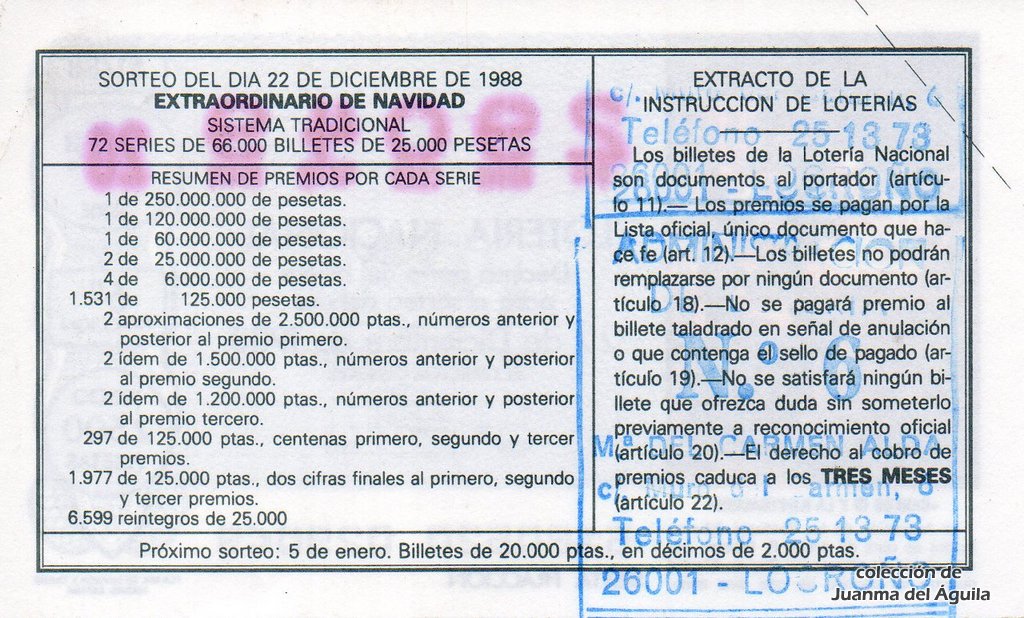 SORTEO DEL DIA 22 DE DICIEMBRE DE 1988
EXTRAORDINARIO DE NAVIDAD
SISTEMA TRADICIONAL
72 SERIES DE 66.000 BILLETES DE 25.000 PESETAS
RESUMEN DE PREMIOS POR CADA SERIE
1 de 250.000.000 de pesetas.
1 de 120.000.000 de pesetas.
1 de 60.000.000 de pesetas.
2 de 25.000.000 de pesetas.
4 de 6.000.000 de pesetas.
1.531 de 125.000 pesetas.
2 aproximaciones de 2.500.000 ptas., números anterior y
posterior al premio primero.
2 ídem de 1.500.000 ptas., números anterior y posterior
al premio segundo.
2 ídem de 1.200.000 ptas., números anterior y posterior
al premio tercero.
297 de 125.000 ptas., centenas primero, segundo y tercer
premios.
1.977 de 125.000 ptas., dos cifras finales al primero, segundo
y tercer premios.
6.599 reintegros de 25.000
EXTRACTO DE LA
INSTRUCCION DE LOTERIAS
Los billetes de la Lotería Nacional
son documentos al portador (artícu-
lo 11).— Los premios se pagan por la
Lista oficial, único documento que ha-
ce fe (art. 12).—Los billetes no podrán
remplazarse por ningún documento (ar-
tículo 18).—No se pagará premio al
billete taladrado en señal de anulación
o que contenga el sello de pagado (ar-
tículo 19).—No se satisfará ningún bi-
llete que ofrezca duda sin someterlo
previamente a reconocimiento oficial
(artículo 20).—El derecho al cobro de
premios caduca a los TRES MESES
(artículo 22).
Próximo sorteo: 5 de enero. Billetes de 20.000 ptas., en décimos de 2.000 ptas.
Teléfono 25 13 73
26001 - LOGROÑO
ADMINISTRACION
N.º 6
Mª DEL CARMEN ALDA
Teléfono 25 13 73
26001 - LOGROÑO
colección de
Juanma del Águila